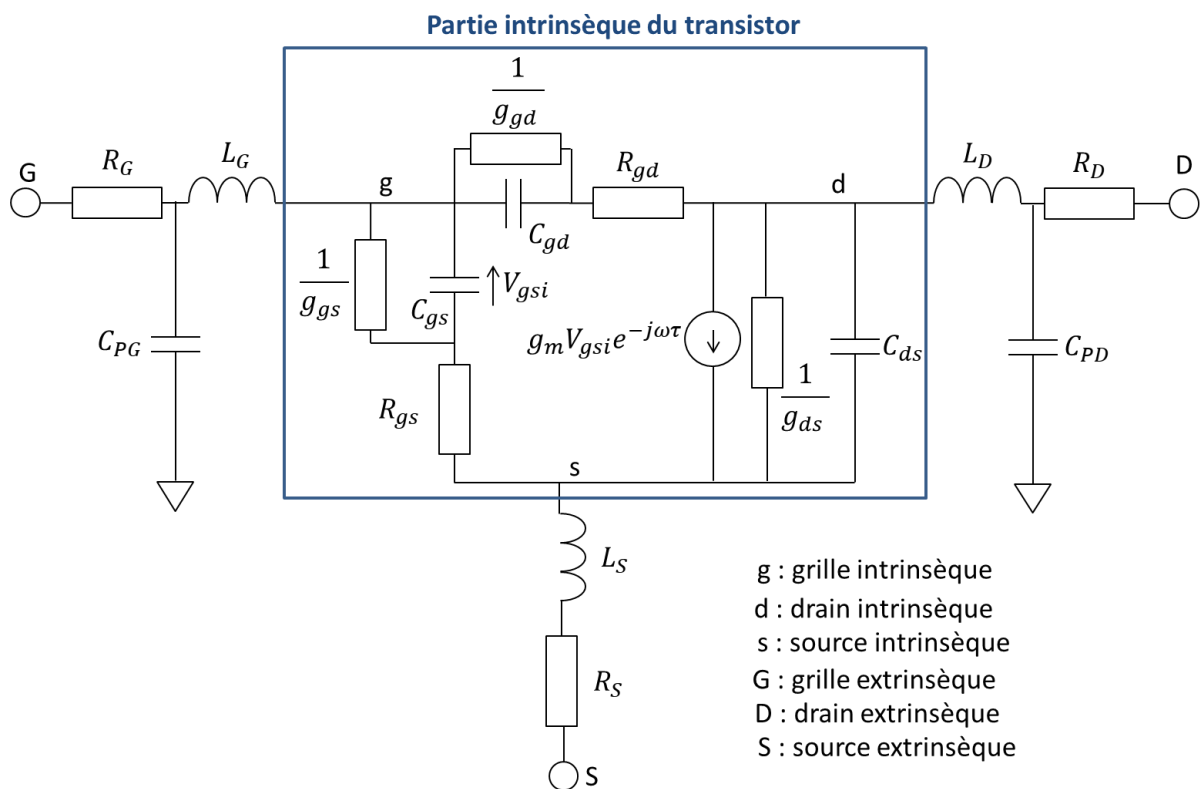 Partie intrinsèque du transistor
1
g_gd
G
R_G
L_G
g
R_gd
d
L_D
R_D
D
C_gd
1
g_gs
C_gs
V_gsi
C_PG
g_m V_gsi e^{-jωτ}
C_ds
C_PD
1
g_ds
R_gs
s
L_S
R_S
S
g : grille intrinsèque
d : drain intrinsèque
s : source intrinsèque
G : grille extrinsèque
D : drain extrinsèque
S : source extrinsèque